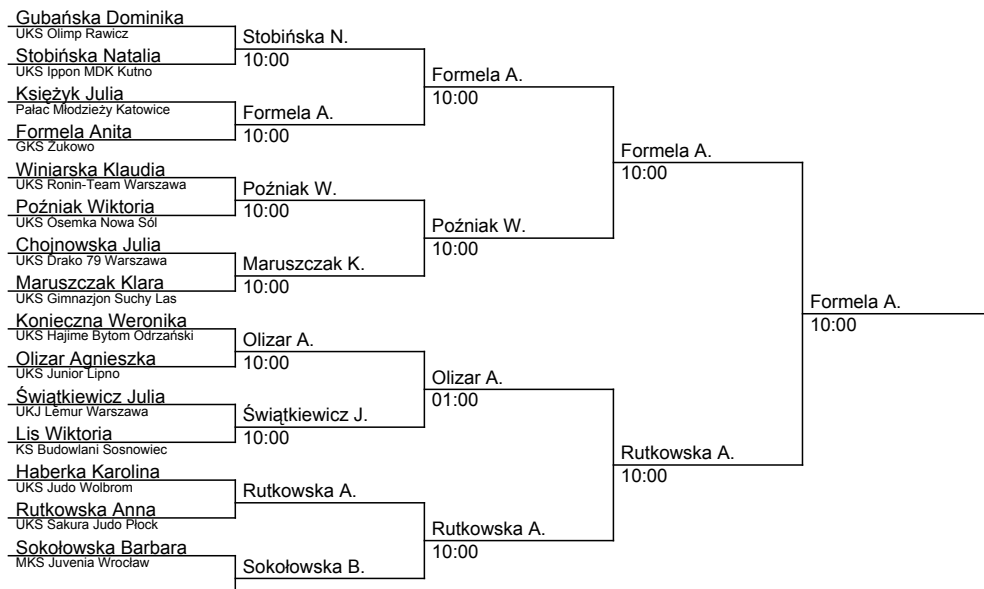 Gubańska Dominika
UKS Olimp Rawicz
Stobińska Natalia
UKS Ippon MDK Kutno
Księżyk Julia
Pałac Młodzieży Katowice
Formela Anita
GKS Żukowo
Winiarska Klaudia
UKS Ronin-Team Warszawa
Poźniak Wiktoria
UKS Ósemka Nowa Sól
Chojnowska Julia
UKS Drako 79 Warszawa
Maruszczak Klara
UKS Gimnazjon Suchy Las
Konieczna Weronika
UKS Hajime Bytom Odrzański
Olizar Agnieszka
UKS Junior Lipno
Świątkiewicz Julia
UKJ Lemur Warszawa
Lis Wiktoria
KS Budowlani Sosnowiec
Haberka Karolina
UKS Judo Wolbrom
Rutkowska Anna
UKS Sakura Judo Płock
Sokołowska Barbara
MKS Juvenia Wrocław
Stobińska N.
10:00
Formela A.
10:00
Poźniak W.
10:00
Maruszczak K.
10:00
Olizar A.
10:00
Świątkiewicz J.
10:00
Rutkowska A.
Sokołowska B.
Formela A.
10:00
Poźniak W.
10:00
Olizar A.
01:00
Rutkowska A.
10:00
Formela A.
10:00
Rutkowska A.
10:00
Formela A.
10:00